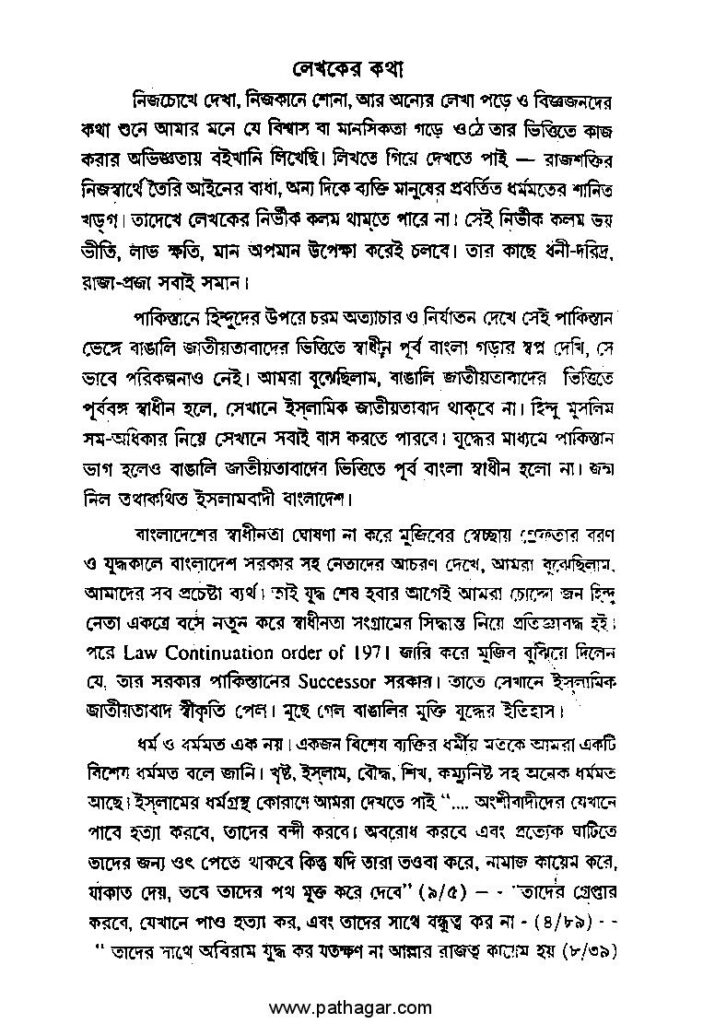 লেখকের কথা
নিজচোখে দেখা, নিজকানে শোনা, আর অন্যের লেখা পড়ে ও বিজ্ঞজনদের
কথা শুনে আমার মনে যে বিশ্বাস বা মানসিকতা গড়ে ওঠে তার ভিত্তিতে কাজ
করার অভিজ্ঞতায় বইখানি লিখেছি। লিখতে গিয়ে দেখতে পাই — রাজশক্তির
নিজস্বার্থে তৈরি আইনের বাধা, অন্য দিকে ব্যক্তি মানুষের প্রবর্তিত ধর্মমতের শানিত
খড়্গ। তাদেখে লেখকের নির্ভীক কলম থাম্‌তে পারে না। সেই নির্ভীক কলম ভয়
ভীতি, লাভ ক্ষতি, মান অপমান উপেক্ষা করেই চলবে। তার কাছে ধনী-দরিদ্র,
রাজা-প্রজা সবাই সমান।
পাকিস্তানে হিন্দুদের উপরে চরম অত্যাচার ও নির্যাতন দেখে সেই পাকিস্তান
ভেঙ্গে বাঙালি জাতীয়তাবাদের ভিত্তিতে স্বাধীন পূর্ব বাংলা গড়ার স্বপ্ন দেখি, সে
ভাবে পরিকল্পনাও নেই। আমরা বুঝেছিলাম, বাঙালি জাতীয়তাবাদের ভিত্তিতে
পূর্ববঙ্গ স্বাধীন হলে, সেখানে ইস্‌লামিক জাতীয়তাবাদ থাক্‌বে না। হিন্দু মুসলিম
সম-অধিকার নিয়ে সেখানে সবাই বাস করতে পারবে। যুদ্ধের মাধ্যমে পাকিস্তান
ভাগ হলেও বাঙালি জাতীয়তাবাদের ভিত্তিতে পূর্ব বাংলা স্বাধীন হলো না। জন্ম
নিল তথাকথিত ইসলামবাদী বাংলাদেশ।
বাংলাদেশের স্বাধীনতা ঘোষণা না করে মুজিবের স্বেচ্ছায় গ্রেফতার বরণ
ও যুদ্ধকালে বাংলাদেশ সরকার সহ নেতাদের আচরণ দেখে, আমরা বুঝেছিলাম,
আমাদের সব প্রচেষ্টা ব্যর্থ। তাই যুদ্ধ শেষ হবার আগেই আমরা চোদ্দো জন হিন্দু
নেতা একত্রে বসে নতুন করে স্বাধীনতা সংগ্রামের সিদ্ধান্ত নিয়ে প্রতিজ্ঞাবদ্ধ হই।
পরে Law Continuation order of 1971 জারি করে মুজিব বুঝিয়ে দিলেন
যে, তার সরকার পাকিস্তানের Successor সরকার। তাতে সেখানে ইস্‌লামিক
জাতীয়তাবাদ স্বীকৃতি পেল। মুছে গেল বাঙালির মুক্তি যুদ্ধের ইতিহাস।
ধর্ম ও ধর্মমত এক নয়। একজন বিশেষ ব্যক্তির ধর্মীয় মতকে আমরা একটি
বিশেষ ধর্মমত বলে জানি। খৃষ্ট, ইস্‌লাম, বৌদ্ধ, শিখ, কম্যুনিষ্ট সহ অনেক ধর্মমত
আছে। ইস্‌লামের ধর্মগ্রন্থ কোরাণে আমরা দেখতে পাই “.... অংশীবাদীদের যেখানে
পাবে হত্যা করবে, তাদের বন্দী করবে। অবরোধ করবে এবং প্রত্যেক ঘাটিতে
তাদের জন্য ওৎ পেতে থাকবে কিন্তু যদি তারা তওবা করে, নামাজ কায়েম করে,
যাকাত দেয়, তবে তাদের পথ মুক্ত করে দেবে” (৯/৫) – - “তাদের গ্রেপ্তার
করবে, যেখানে পাও হত্যা কর, এবং তাদের সাথে বন্ধুত্ব কর না - (৪/৮৯) - -
“ তাদের সাথে অবিরাম যুদ্ধ কর যতক্ষণ না আল্লার রাজত্ব কায়েম হয় (৮/৩৯)
www.pathagar.com